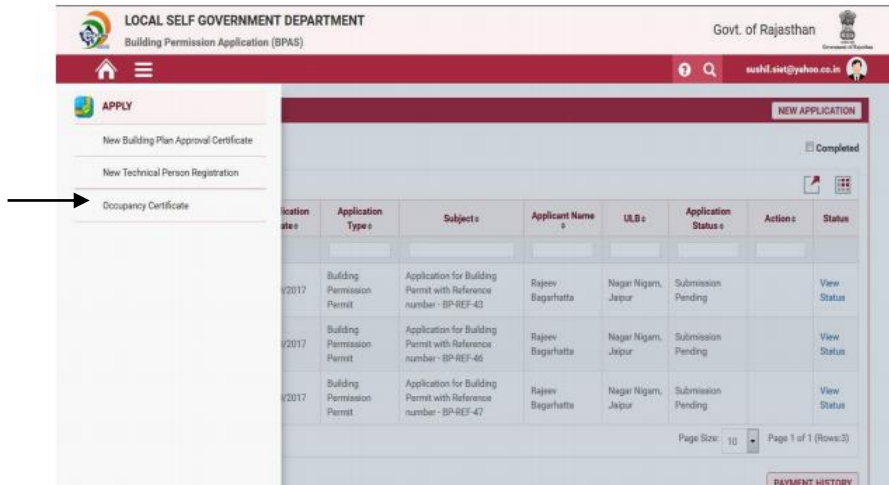 LOCAL SELF GOVERNMENT DEPARTMENT
Building Permission Application (BPAS)
Govt. of Rajasthan
sushil.siet@yahoo.co.in
APPLY
NEW APPLICATION
New Building Plan Approval Certificate
Completed
New Technical Person Registration
Occupancy Certificate
lication
ate
Application
Type
Subject
Applicant Name
ULB
Application
Status
Action
Status
/2017
Building
Permission
Permit
Application for Building
Permit with Reference
number - BP-REF-43
Rajeev
Bagarhatta
Nagar Nigam,
Jaipur
Submission
Pending
View
Status
/2017
Building
Permission
Permit
Application for Building
Permit with Reference
number - BP-REF-46
Rajeev
Bagarhatta
Nagar Nigam,
Jaipur
Submission
Pending
View
Status
/2017
Building
Permission
Permit
Application for Building
Permit with Reference
number - BP-REF-47
Rajeev
Bagarhatta
Nagar Nigam,
Jaipur
Submission
Pending
View
Status
Page Size: 10 Page 1 of 1 (Rows:3)
PAYMENT HISTORY